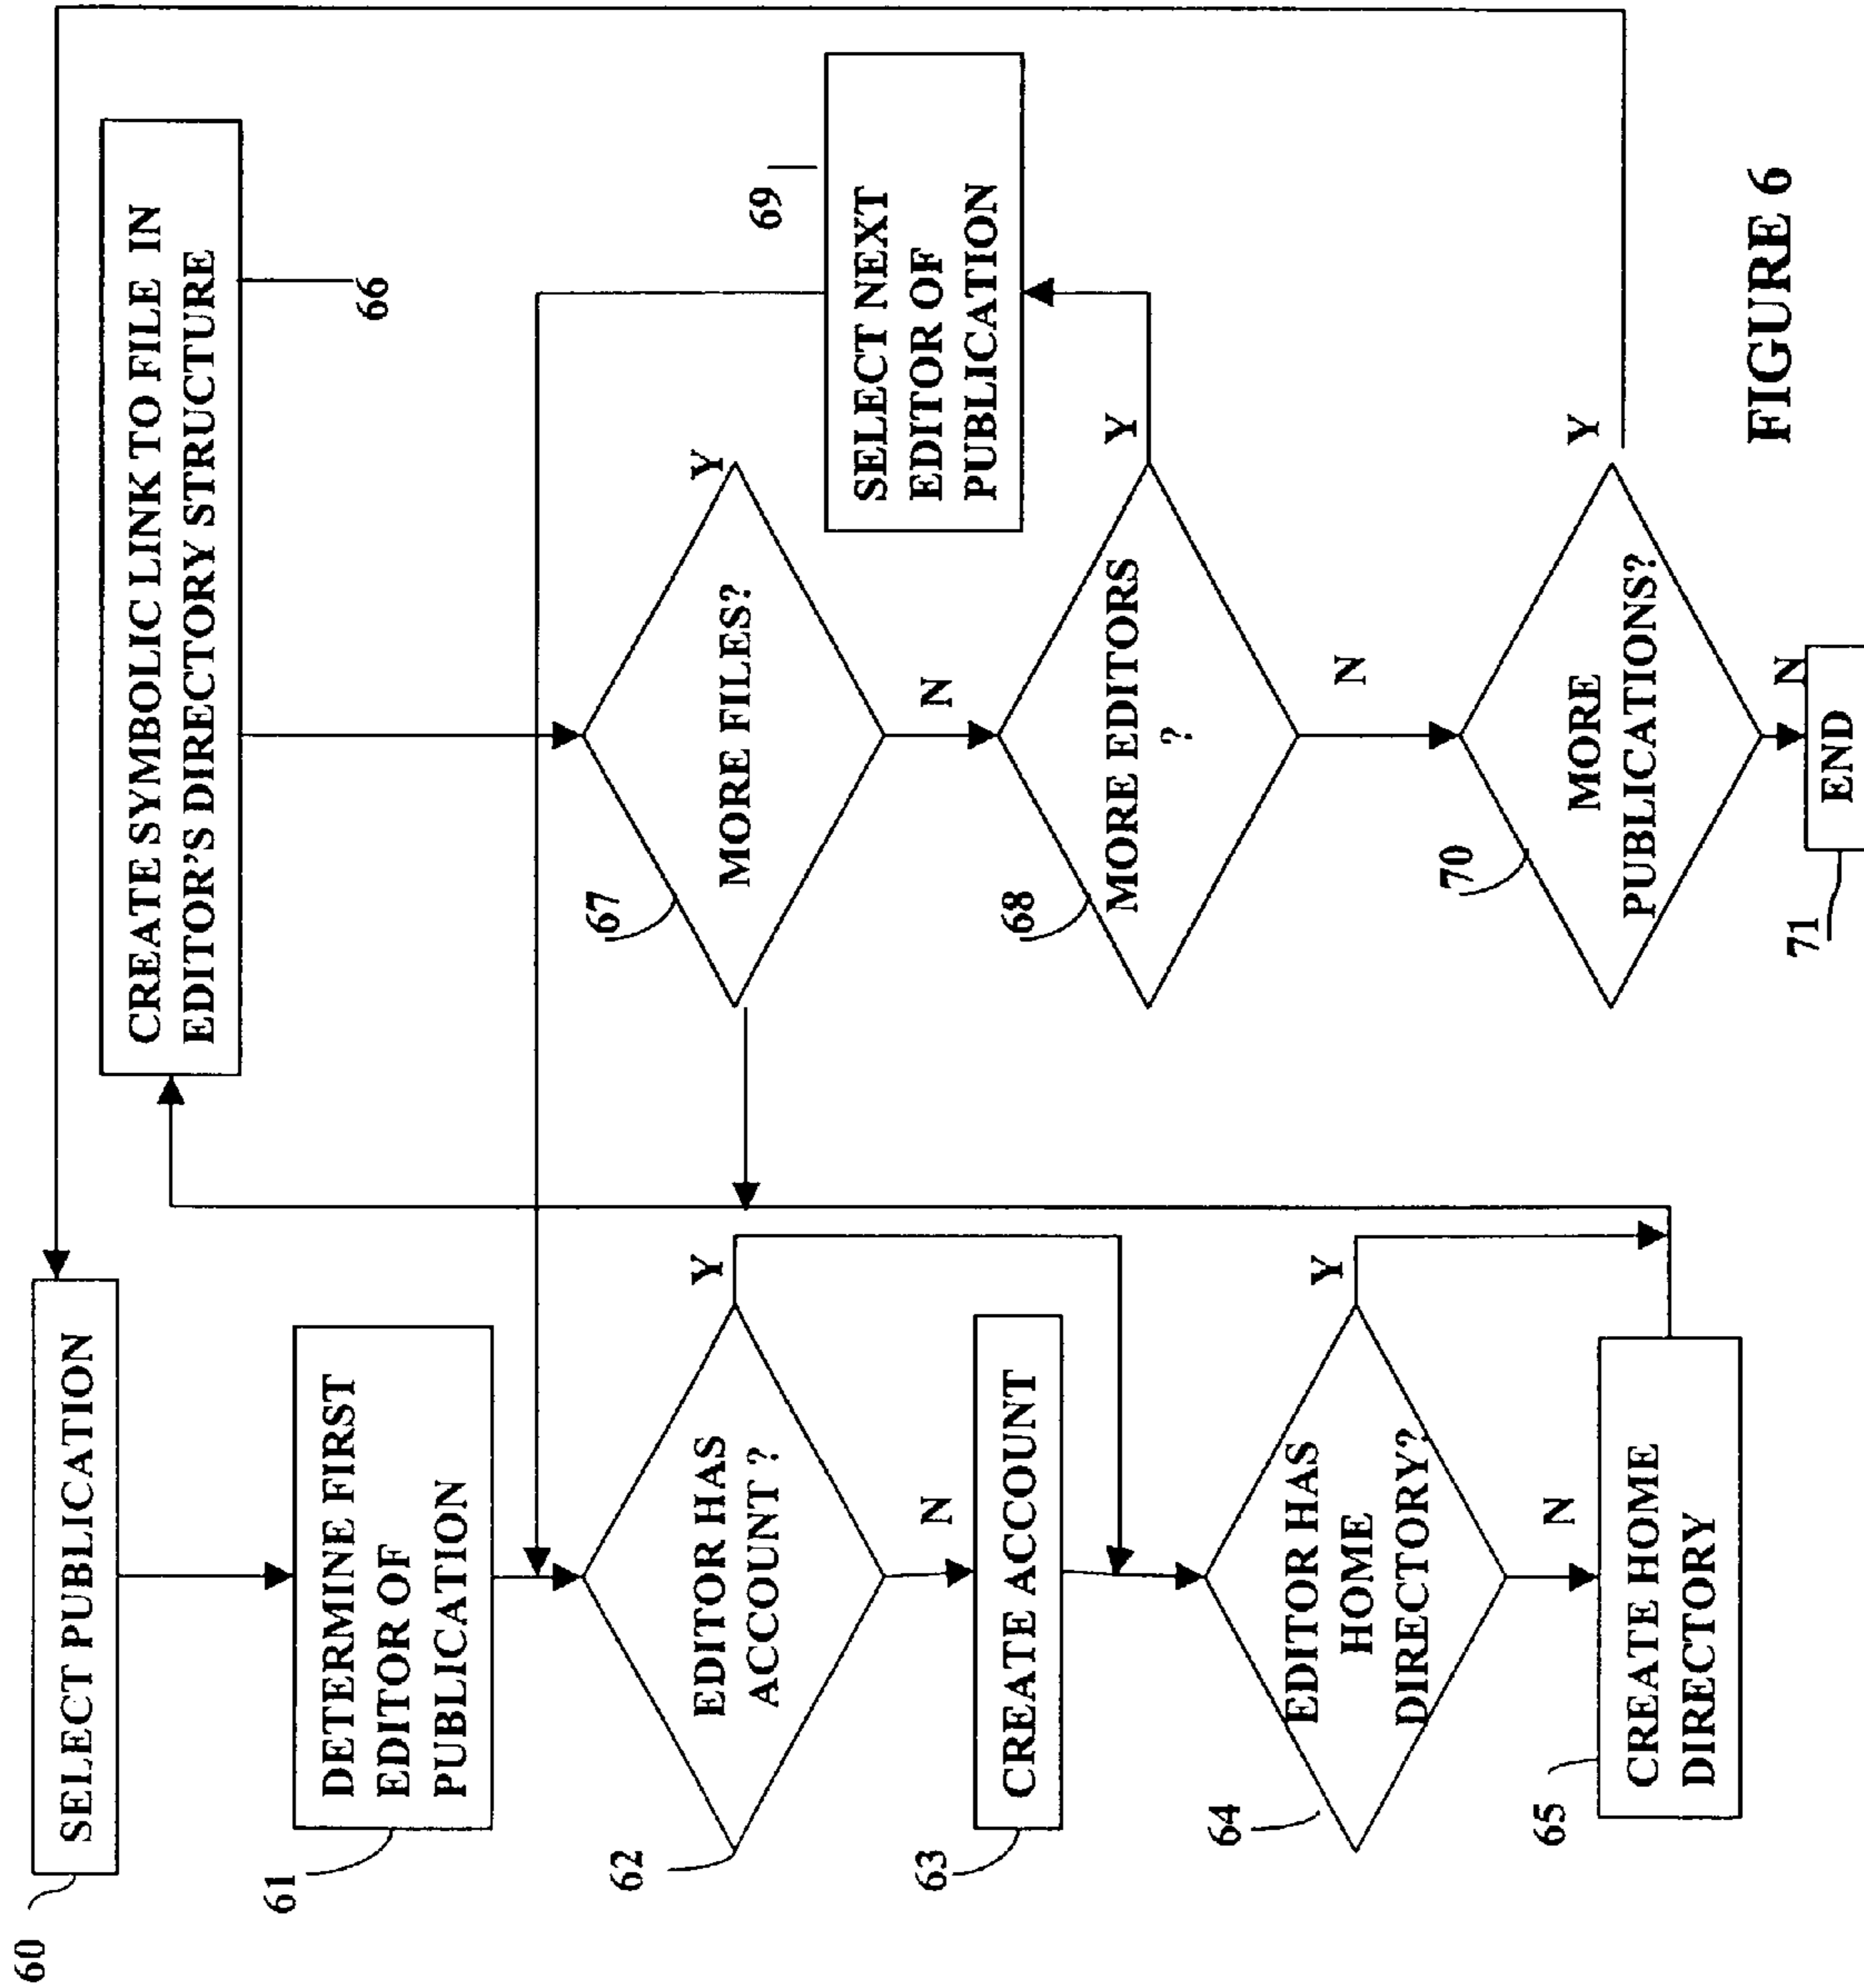 60
SELECT PUBLICATION
61
DETERMINE FIRST
EDITOR OF
PUBLICATION
62
EDITOR HAS
ACCOUNT ?
Y
N
63
CREATE ACCOUNT
64
EDITOR HAS
HOME
DIRECTORY?
Y
N
65
CREATE HOME
DIRECTORY
CREATE SYMBOLIC LINK TO FILE IN
EDITOR'S DIRECTORY STRUCTURE
66
67
MORE FILES?
Y
N
68
MORE EDITORS
?
Y
N
69
SELECT NEXT
EDITOR OF
PUBLICATION
70
MORE
PUBLICATIONS?
Y
N
71
END
FIGURE 6